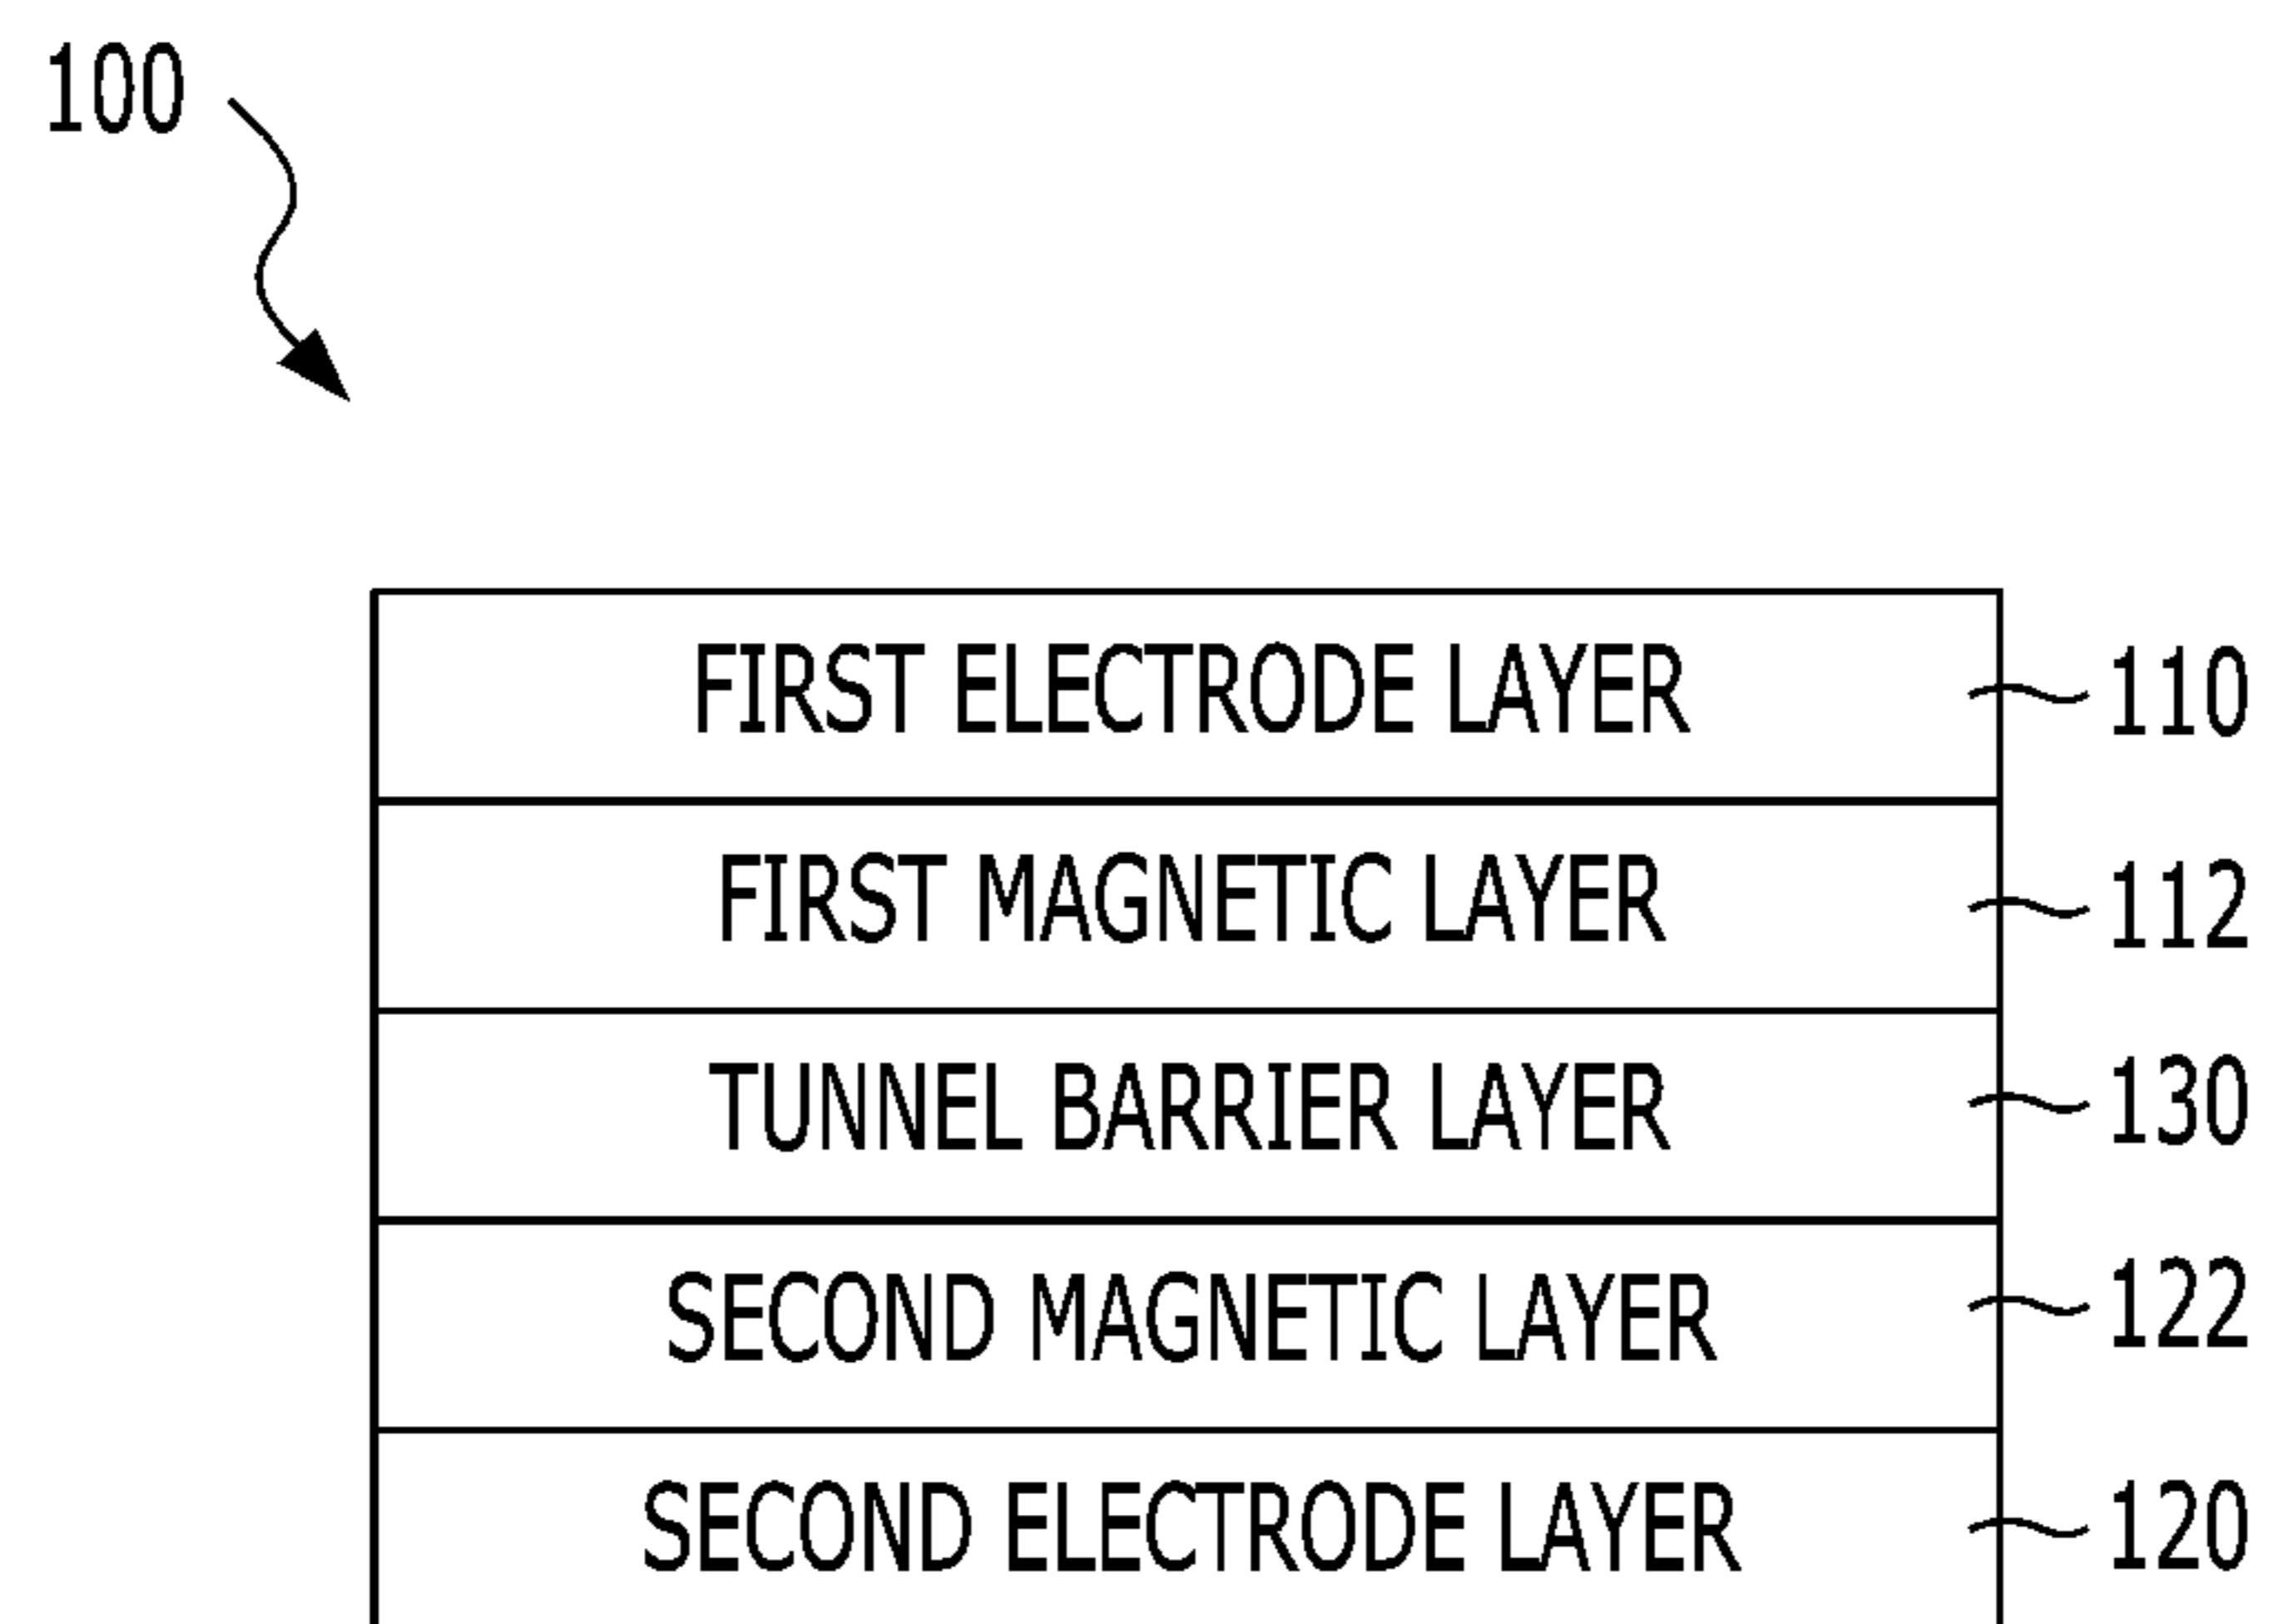 100
FIRST ELECTRODE LAYER 110
FIRST MAGNETIC LAYER 112
TUNNEL BARRIER LAYER 130
SECOND MAGNETIC LAYER 122
SECOND ELECTRODE LAYER 120